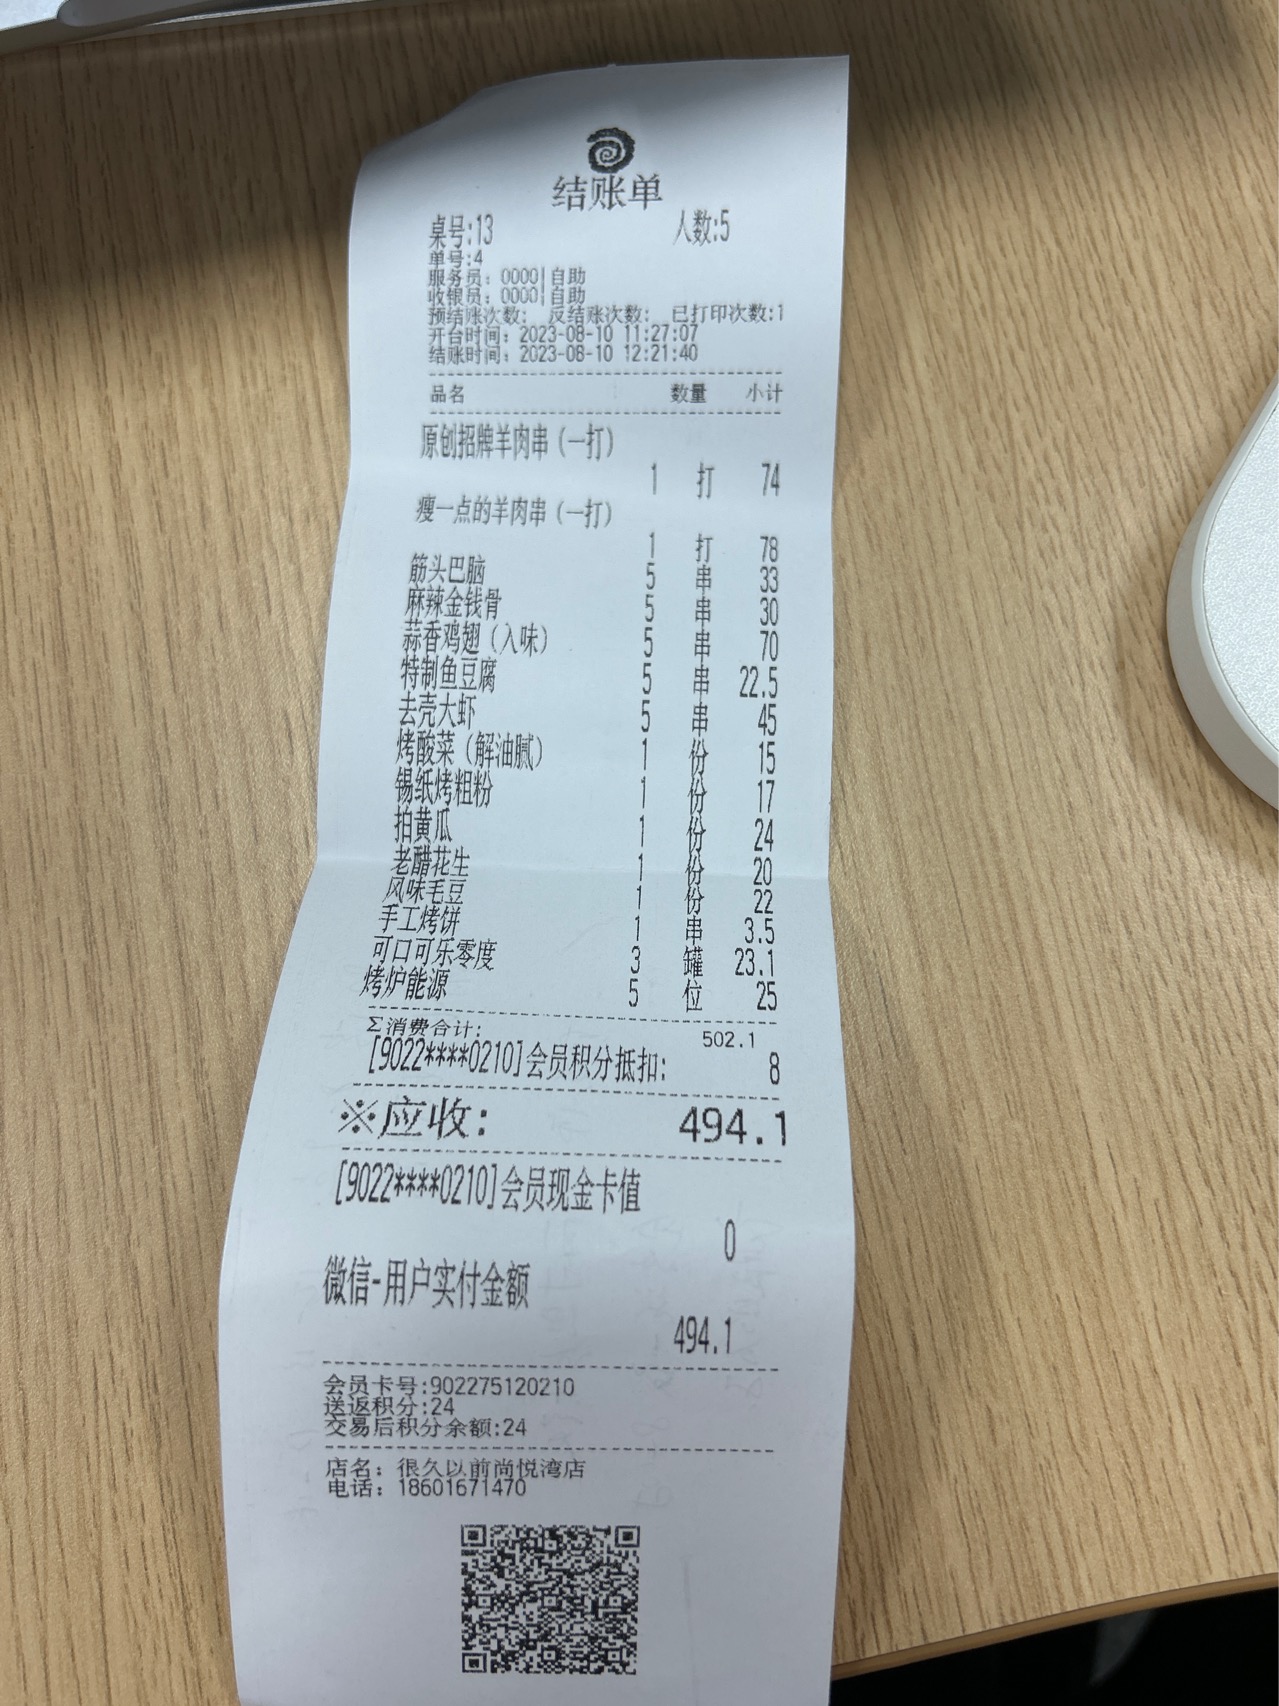 结账单
桌号:13 人数:5
单号:4
服务员：0000|自助
收银员：0000|自助
预结账次数： 反结账次数： 已打印次数:1
开台时间：2023-08-10 11:27:07
结账时间：2023-08-10 12:21:40
品名 数量 小计
原创招牌羊肉串（一打）
1 打 74
瘦一点的羊肉串（一打）
1 打 78
筋头巴脑 5 串 33
麻辣金钱骨 5 串 30
蒜香鸡翅（入味） 5 串 70
特制鱼豆腐 5 串 22.5
去壳大虾 5 串 45
烤酸菜（解油腻） 1 份 15
锡纸烤粗粉 1 份 17
拍黄瓜 1 份 24
老醋花生 1 份 20
风味毛豆 1 份 22
手工烤饼 1 串 3.5
可口可乐零度 3 罐 23.1
烤炉能源 5 位 25
Σ消费合计: 502.1
[9022****0210]会员积分抵扣: 8
※应收: 494.1
[9022****0210]会员现金卡值
0
微信-用户实付金额
494.1
会员卡号:902275120210
送返积分:24
交易后积分余额:24
店名：很久以前尚悦湾店
电话：18601671470